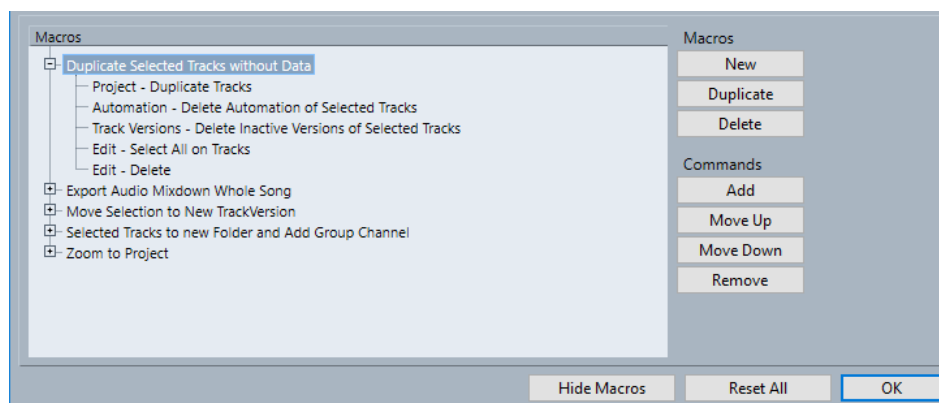 Macros
Duplicate Selected Tracks without Data
Project - Duplicate Tracks
Automation - Delete Automation of Selected Tracks
Track Versions - Delete Inactive Versions of Selected Tracks
Edit - Select All on Tracks
Edit - Delete
Export Audio Mixdown Whole Song
Move Selection to New TrackVersion
Selected Tracks to new Folder and Add Group Channel
Zoom to Project
Macros
New
Duplicate
Delete
Commands
Add
Move Up
Move Down
Remove
Hide Macros
Reset All
OK